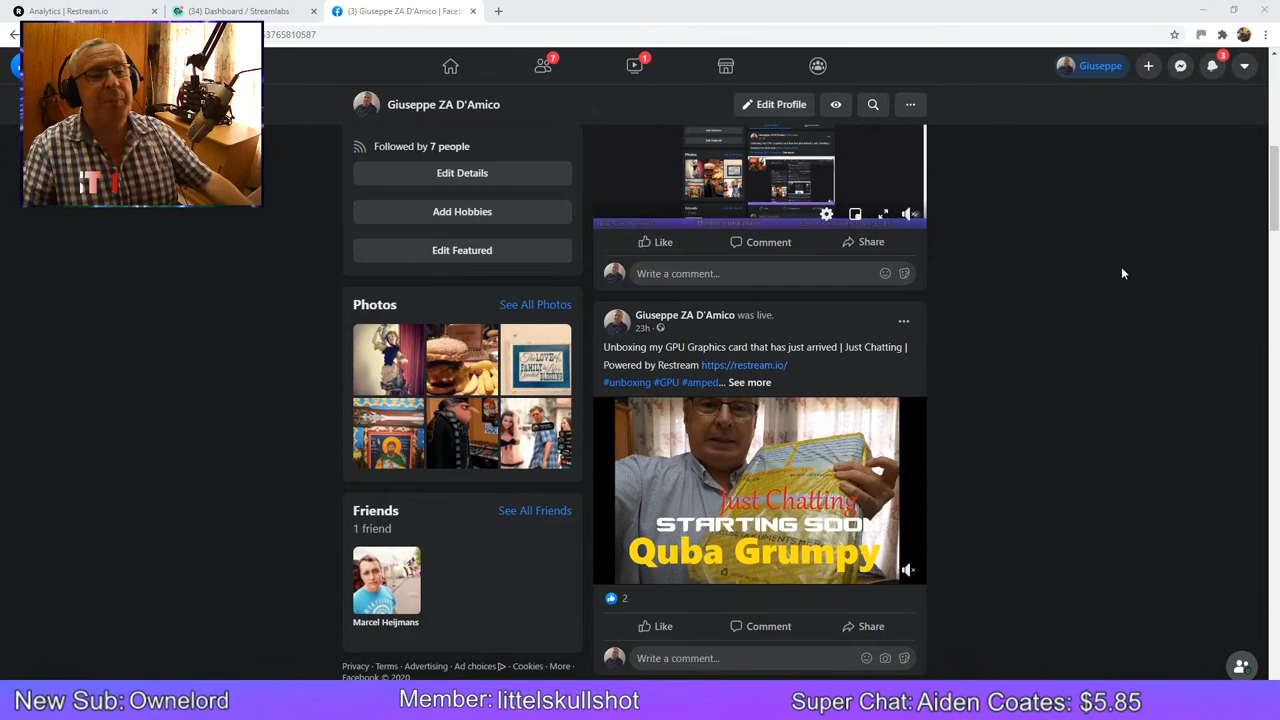 Analytics | Restream.io
(34) Dashboard / Streamlabs
(3) Giuseppe ZA D'Amico | Faceb
3765810587
7
1
Giuseppe
3
Giuseppe ZA D'Amico
Edit Profile
Followed by 7 people
Edit Details
Add Hobbies
Edit Featured
Photos
See All Photos
Friends
See All Friends
1 friend
Marcel Heijmans
Privacy · Terms · Advertising · Ad choices · Cookies · More ·
Facebook © 2020
Like
Comment
Share
Write a comment...
Giuseppe ZA D'Amico was live.
23h ·
Unboxing my GPU Graphics card that has just arrived | Just Chatting |
Powered by Restream https://restream.io/
#unboxing #GPU #amped... See more
Just Chatting
STARTING SOON
Quba Grumpy
2
Like
Comment
Share
Write a comment...
New Sub: Ownelord
Member: littelskullshot
Super Chat: Aiden Coates: $5.85